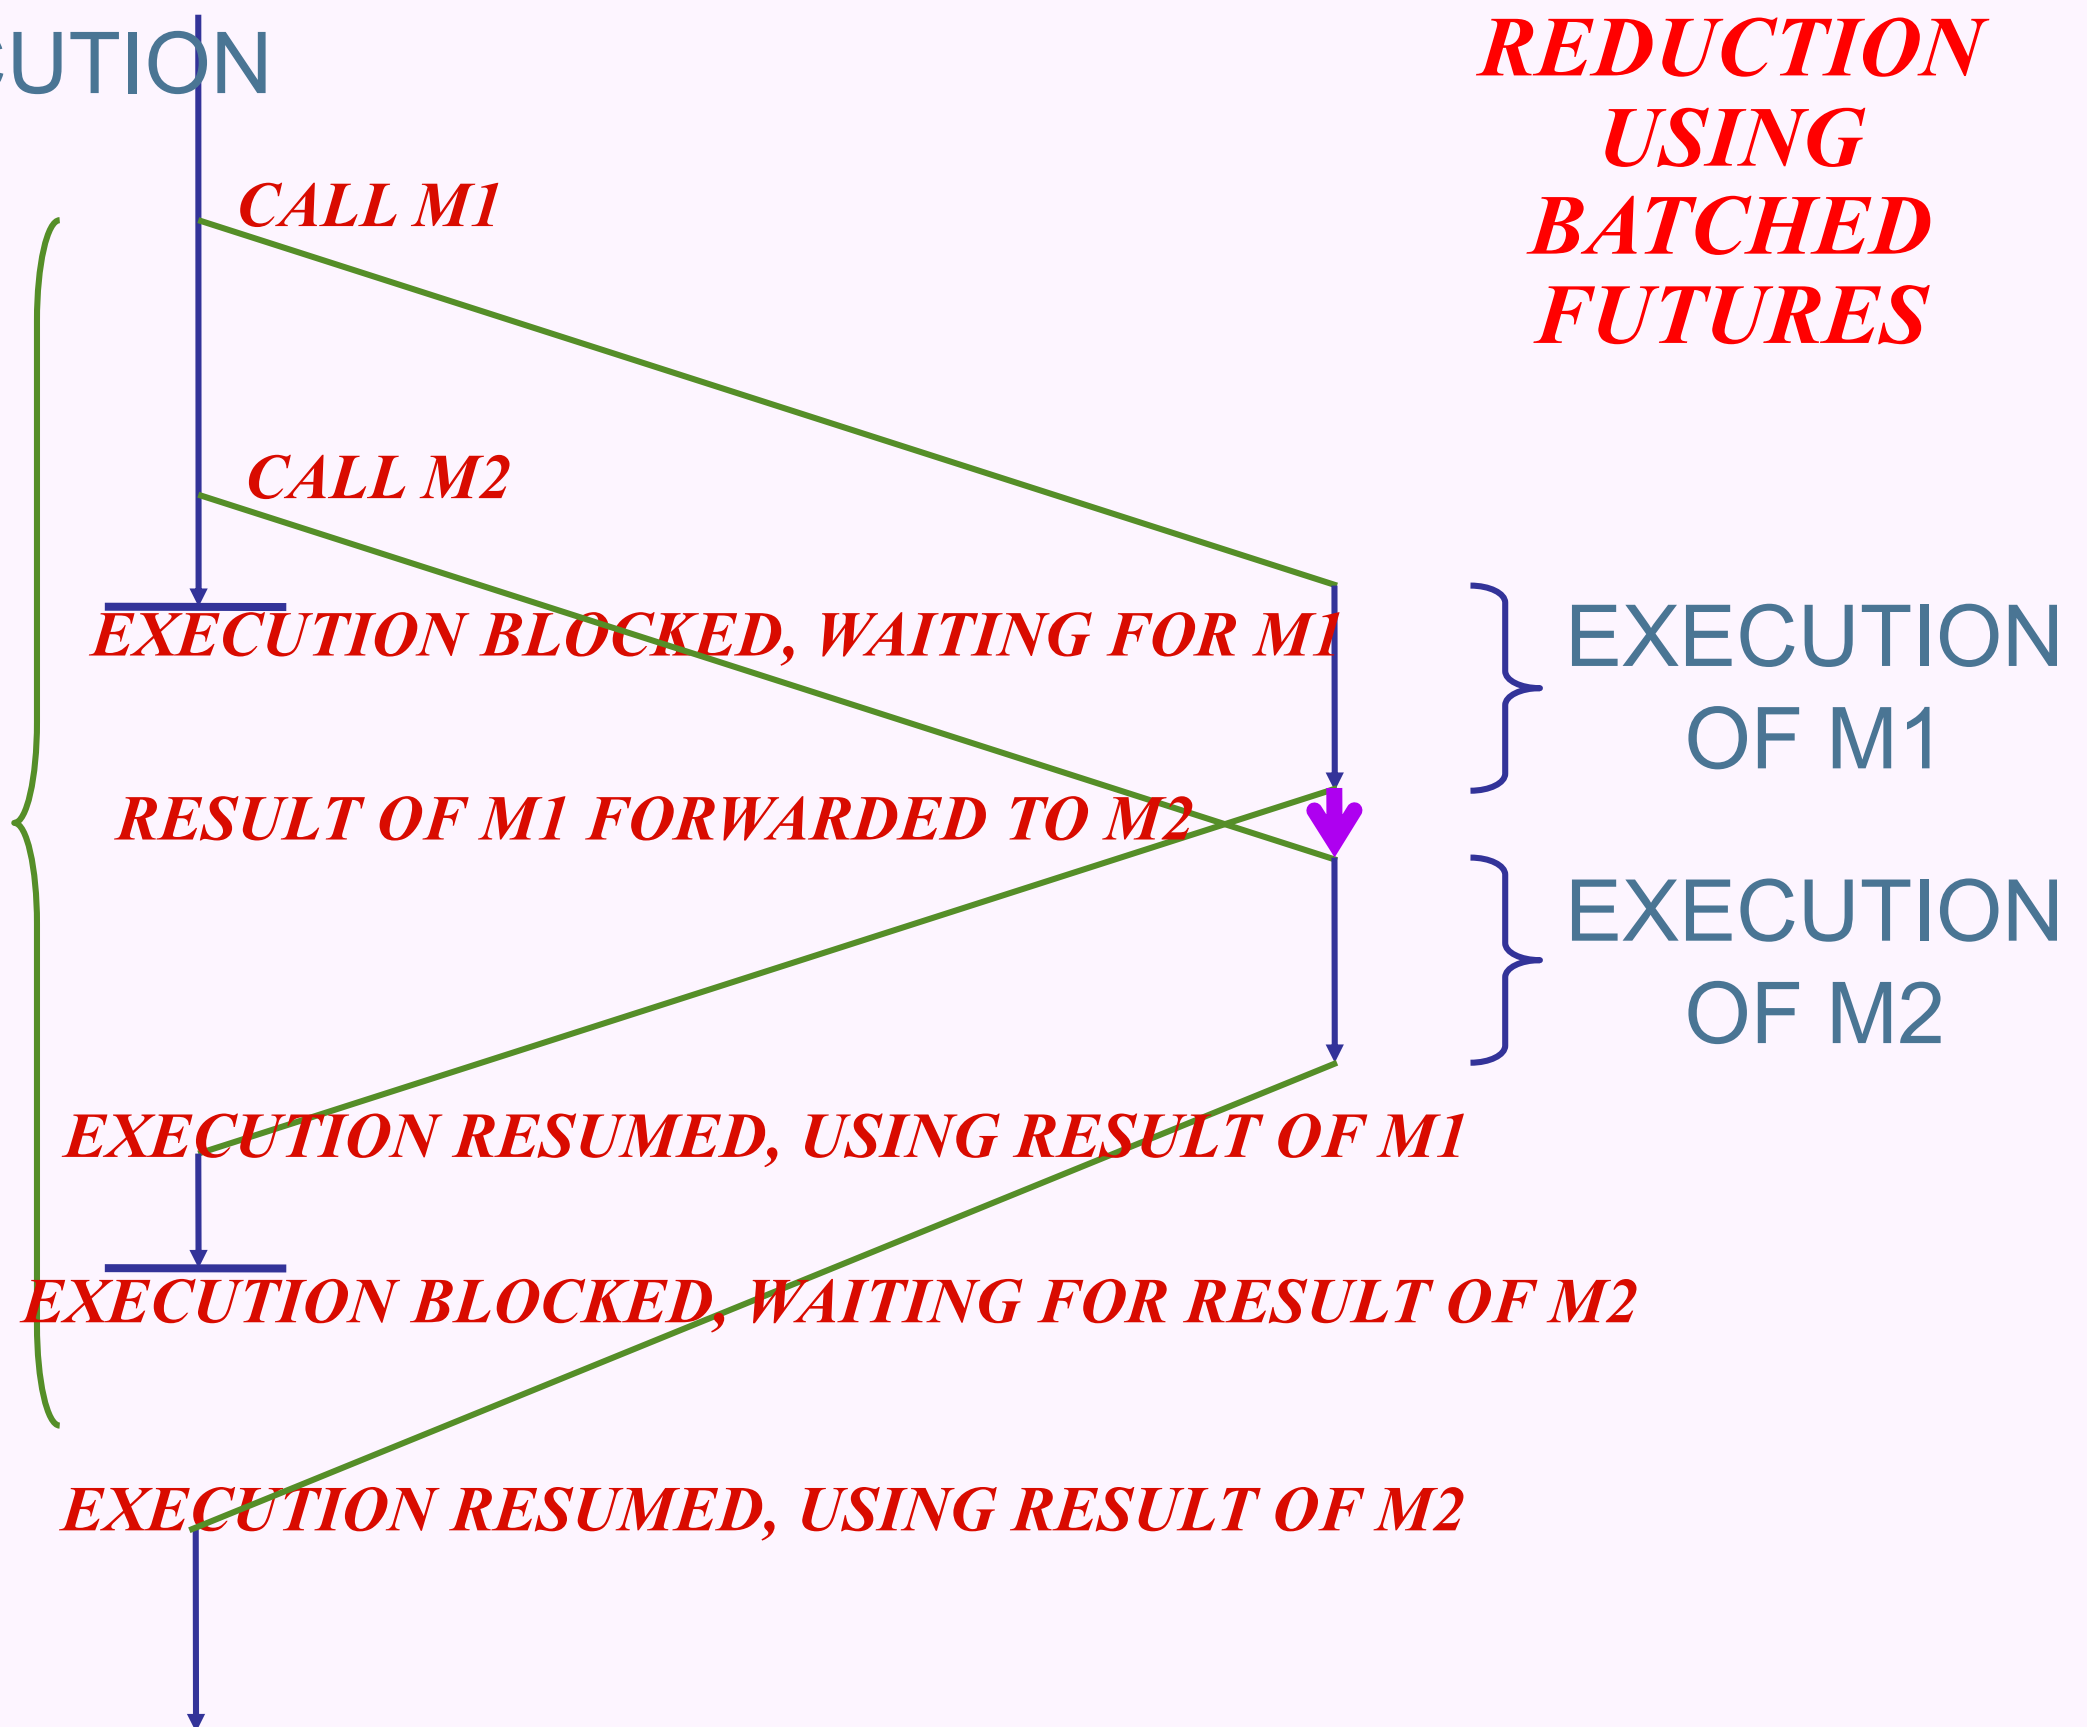 CUTION
REDUCTION
USING
BATCHED
FUTURES
CALL M1
CALL M2
EXECUTION BLOCKED, WAITING FOR M1
EXECUTION
OF M1
RESULT OF M1 FORWARDED TO M2
EXECUTION
OF M2
EXECUTION RESUMED, USING RESULT OF M1
EXECUTION BLOCKED, WAITING FOR RESULT OF M2
EXECUTION RESUMED, USING RESULT OF M2